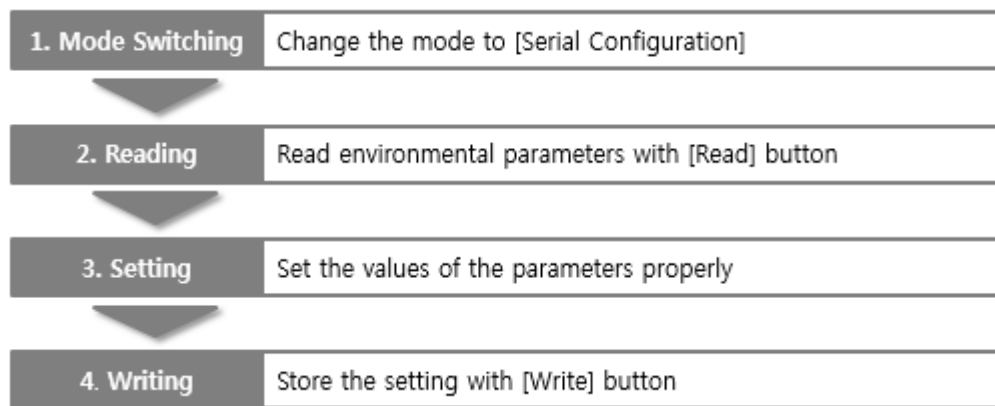 1. Mode Switching Change the mode to [Serial Configuration]
2. Reading Read environmental parameters with [Read] button
3. Setting Set the values of the parameters properly
4. Writing Store the setting with [Write] button